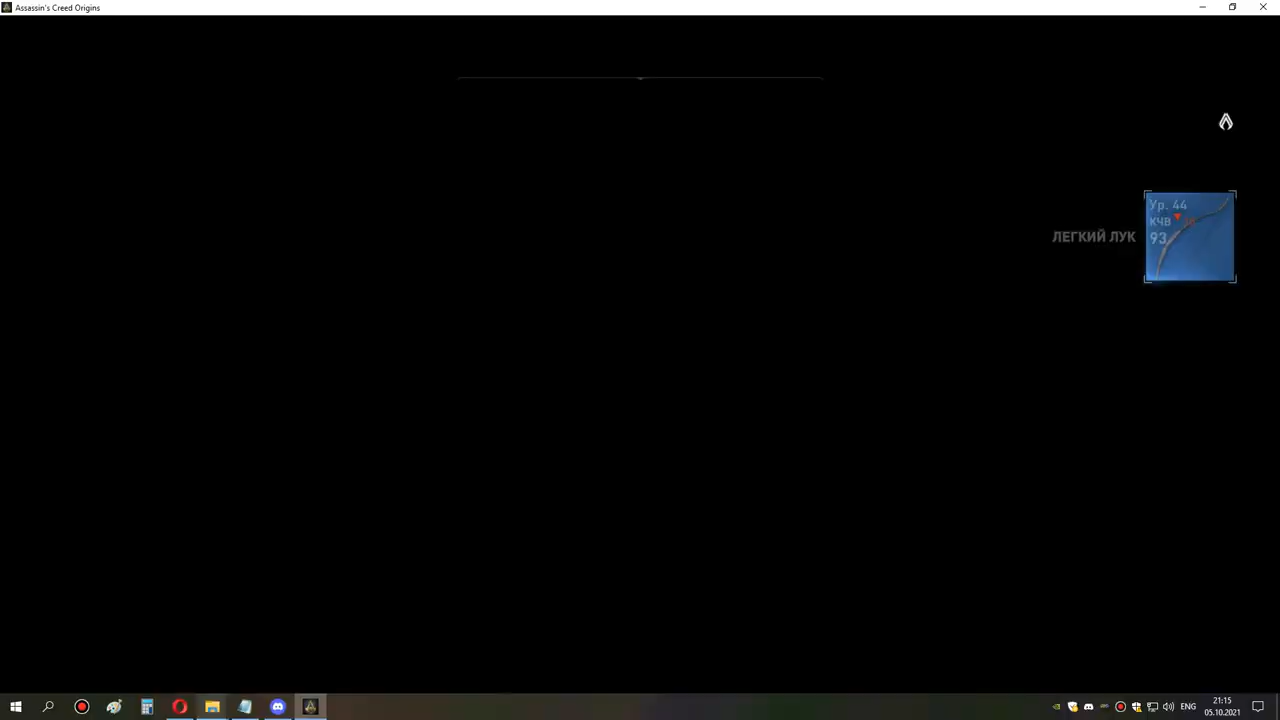 Assassin's Creed Origins
Ур. 44
КЧВ
ЛЕГКИЙ ЛУК
93
ENG
21:15
05.10.2021